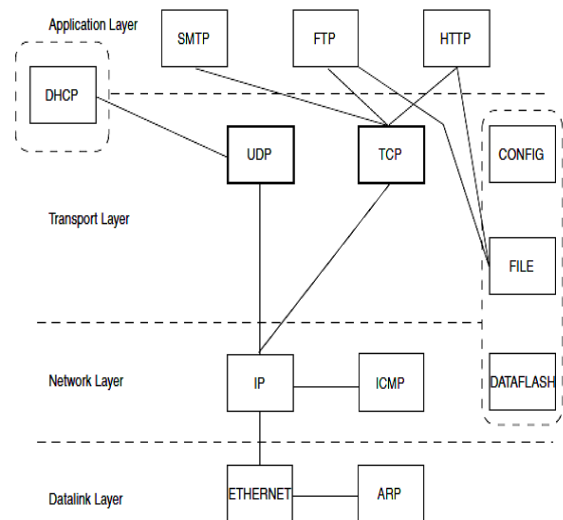 Application Layer
SMTP
FTP
HTTP
DHCP
UDP
TCP
CONFIG
Transport Layer
FILE
Network Layer
IP
ICMP
DATAFLASH
Datalink Layer
ETHERNET
ARP